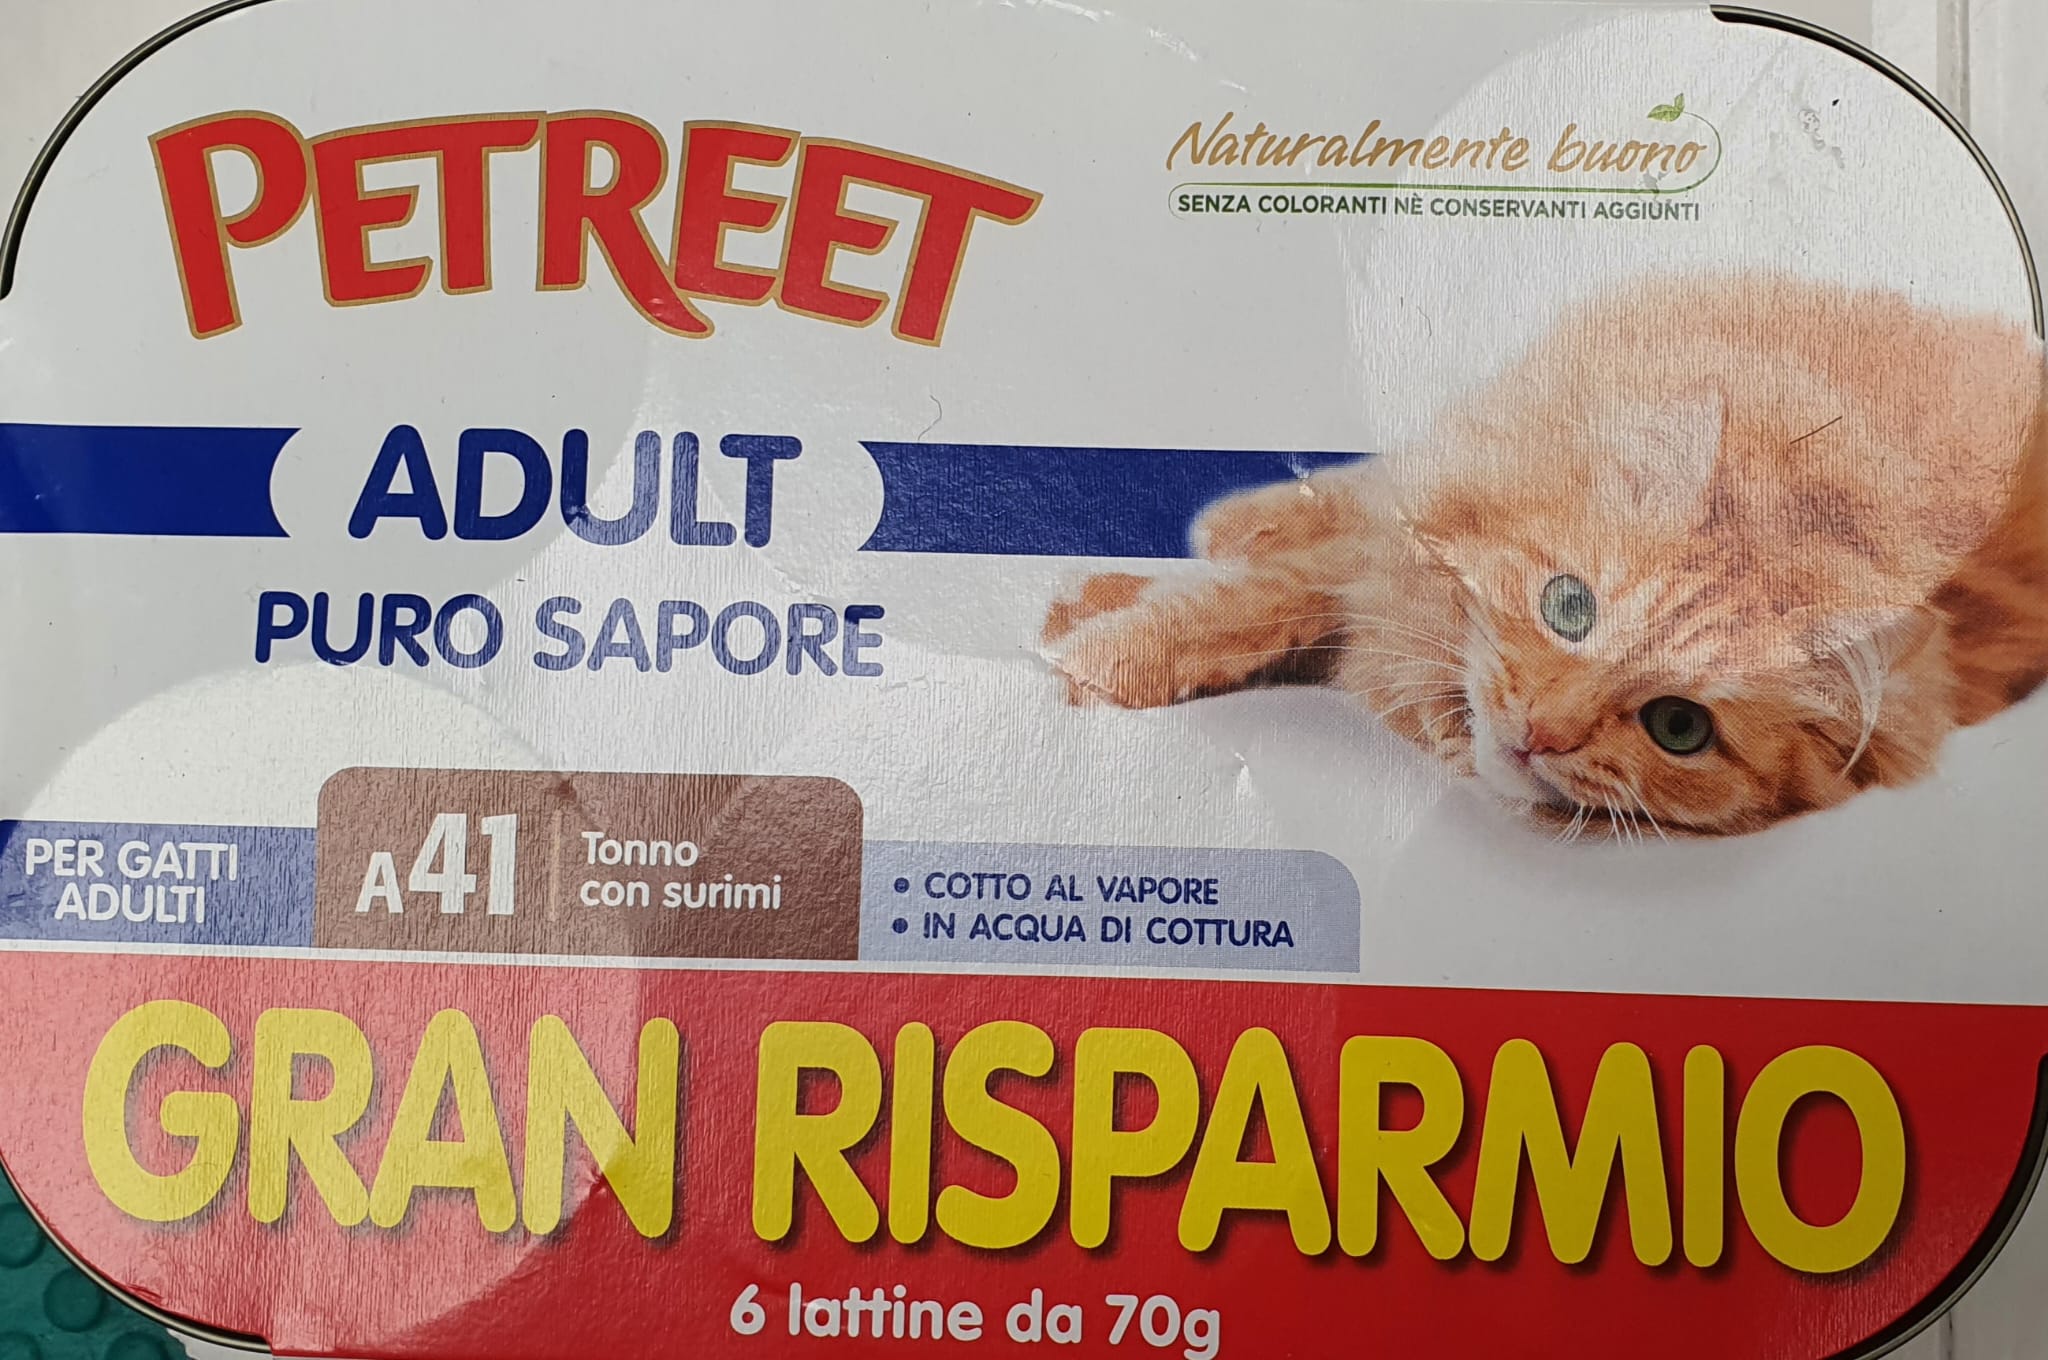 PETREET
Naturalmente buono
SENZA COLORANTI NÈ CONSERVANTI AGGIUNTI
ADULT
PURO SAPORE
PER GATTI
ADULTI
A41
Tonno
con surimi
• COTTO AL VAPORE
• IN ACQUA DI COTTURA
GRAN RISPARMIO
6 lattine da 70g